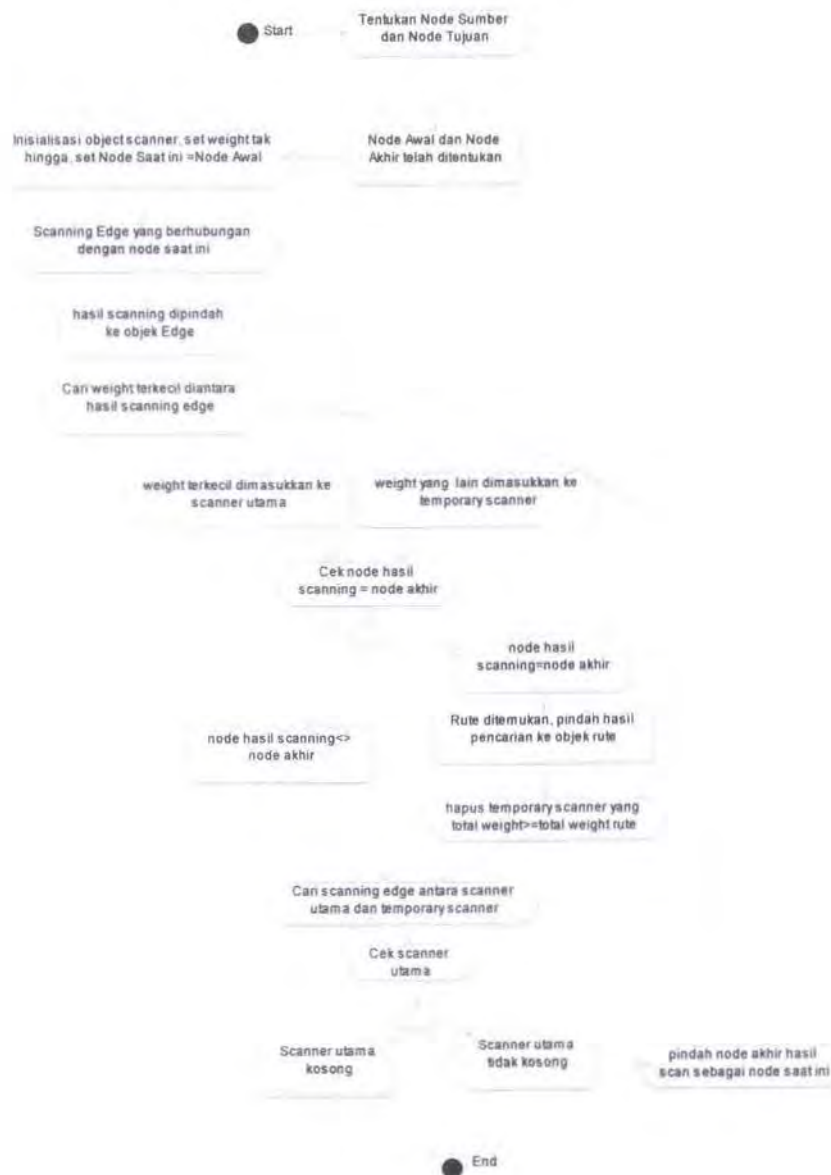 Start
Tentukan Node Sumber
dan Node Tujuan
Inisialisasi object scanner, set weight tak
hingga, set Node Saat ini =Node Awal
Node Awal dan Node
Akhir telah ditentukan
Scanning Edge yang berhubungan
dengan node saat ini
hasil scanning dipindah
ke objek Edge
Cari weight terkecil diantara
hasil scanning edge
weight terkecil dimasukkan ke
scanner utama
weight yang lain dimasukkan ke
temporary scanner
Cek node hasil
scanning = node akhir
node hasil
scanning=node akhir
node hasil scanning<>
node akhir
Rute ditemukan, pindah hasil
pencarian ke objek rute
hapus temporary scanner yang
total weight>=total weight rute
Cari scanning edge antara scanner
utama dan temporary scanner
Cek scanner
utama
Scanner utama
kosong
Scanner utama
tidak kosong
pindah node akhir hasil
scan sebagai node saat ini
End